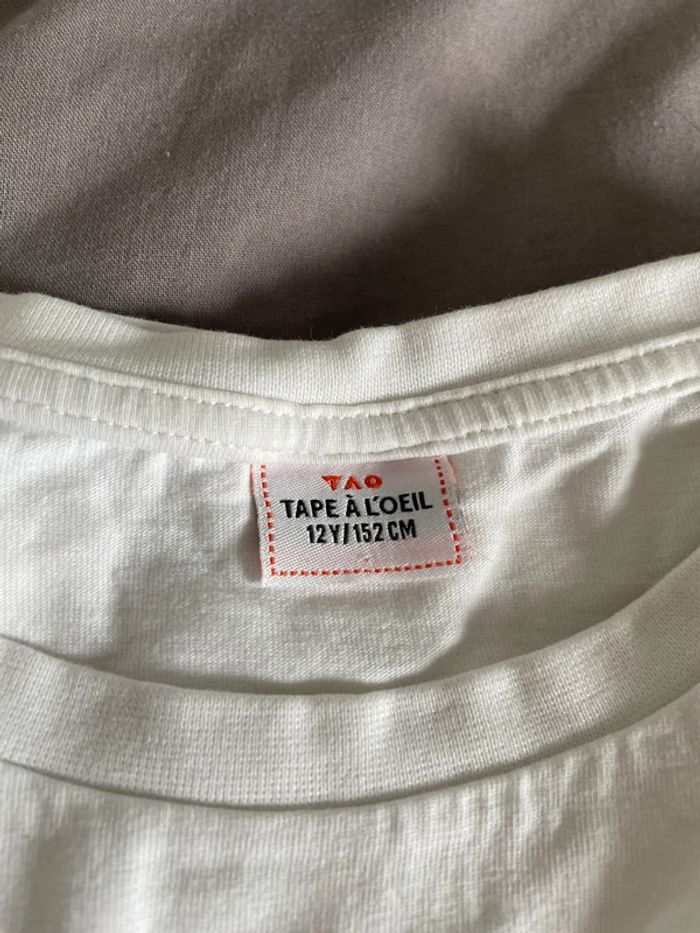 TAO
TAPE À L'OEIL
12Y/152 CM